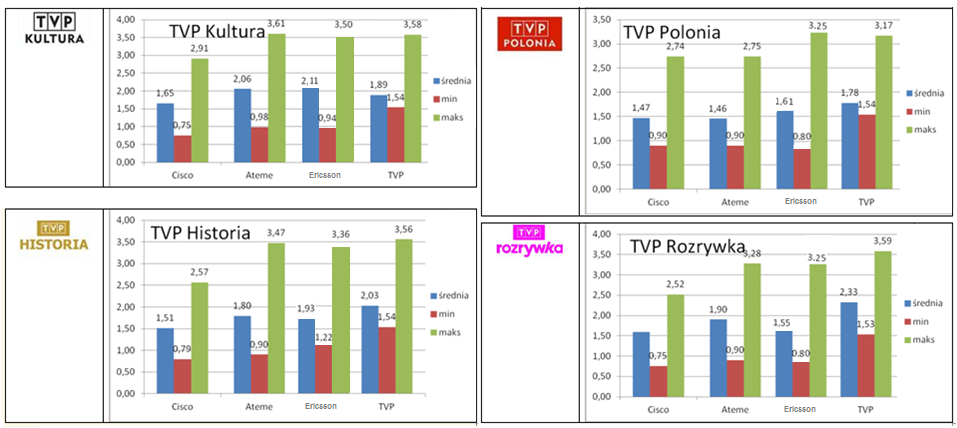 TVP
KULTURA
TVP Kultura
4,00
3,50
3,00
2,50
2,00
1,50
1,00
0,50
0,00
1,65
0,75
2,91
2,06
0,98
3,61
2,11
0,94
3,50
1,89
1,54
3,58
Cisco
Ateme
Ericsson
TVP
średnia
min
maks
TVP
POLONIA
TVP Polonia
3,50
3,00
2,50
2,00
1,50
1,00
0,50
0,00
1,47
0,90
2,74
1,46
0,90
2,75
1,61
0,80
3.25
1,78
1,54
3,17
Cisco
Ateme
Ericsson
TVP
średnia
min
maks
TVP
HISTORIA
TVP Historia
4,00
3,50
3,00
2,50
2,00
1,50
1,00
0,50
0,00
1,51
0,79
2,57
1,80
0,90
3,47
1,93
1,22
3,36
2,03
1,54
3,56
Cisco
Ateme
Ericsson
TVP
średnia
min
maks
TVP
rozrywka
TVP Rozrywka
4,00
3,50
3,00
2,50
2,00
1,50
1,00
0,50
0,00
0,75
2,52
1,90
0,90
3,28
1,55
0,80
3.25
2,33
1,53
3,59
Cisco
Ateme
Ericsson
TVP
średnia
min
maks